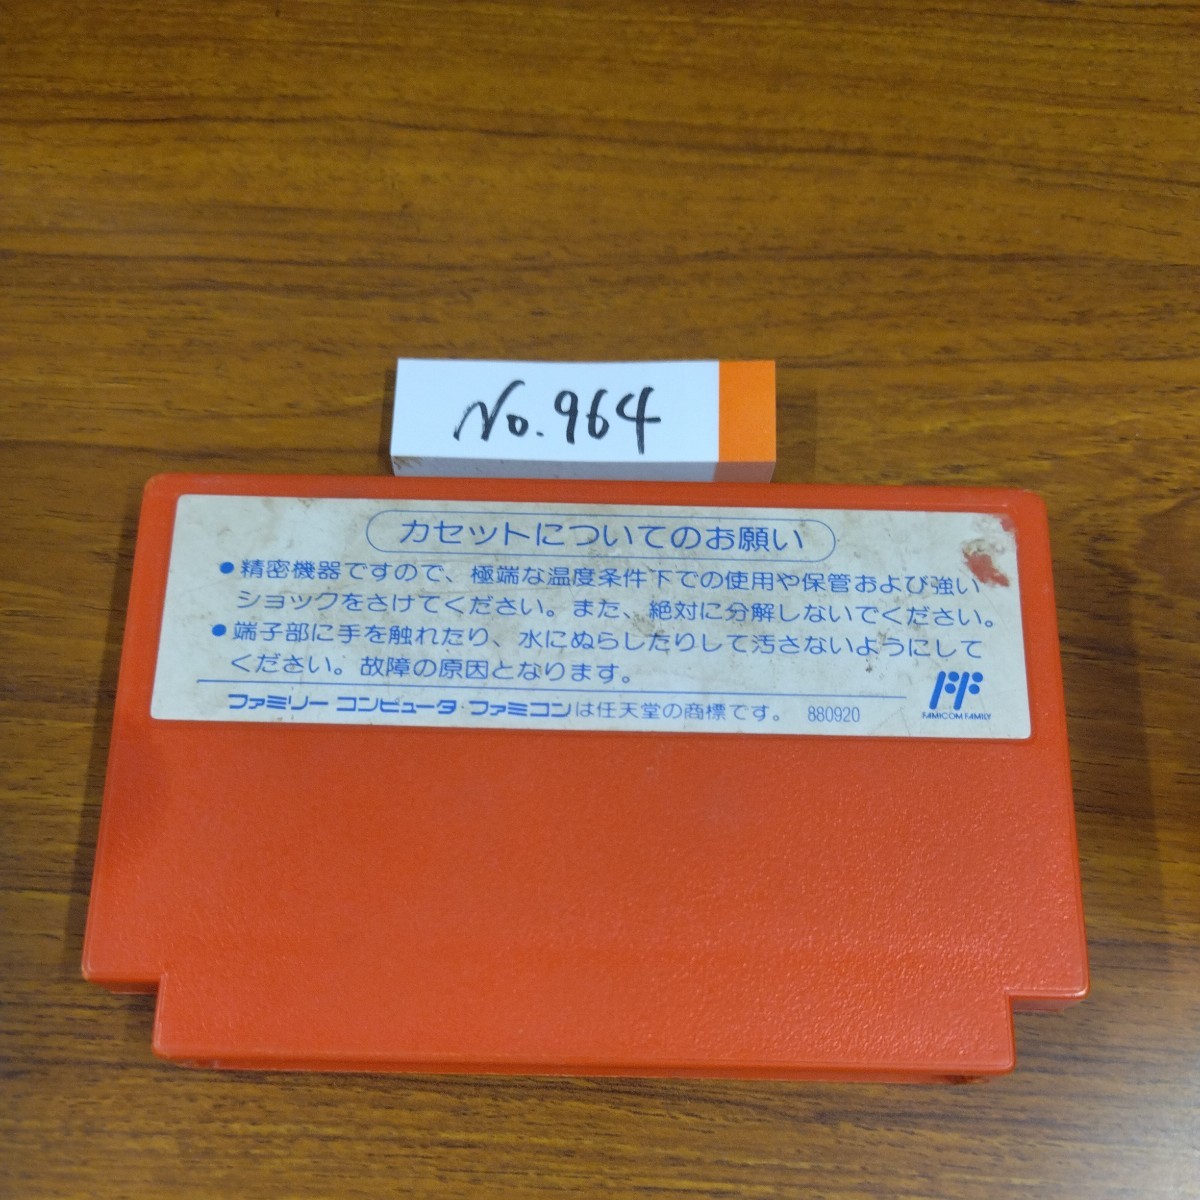 No.964
カセットについてのお願い
●精密機器ですので、極端な温度条件下での使用や保管および強い
ショックをさけてください。また、絶対に分解しないでください。
●端子部に手を触れたり、水にぬらしたりして汚さないようにして
ください。故障の原因となります。
ファミリーコンピュータ・ファミコンは任天堂の商標です。 880920
FAMICOM FAMILY